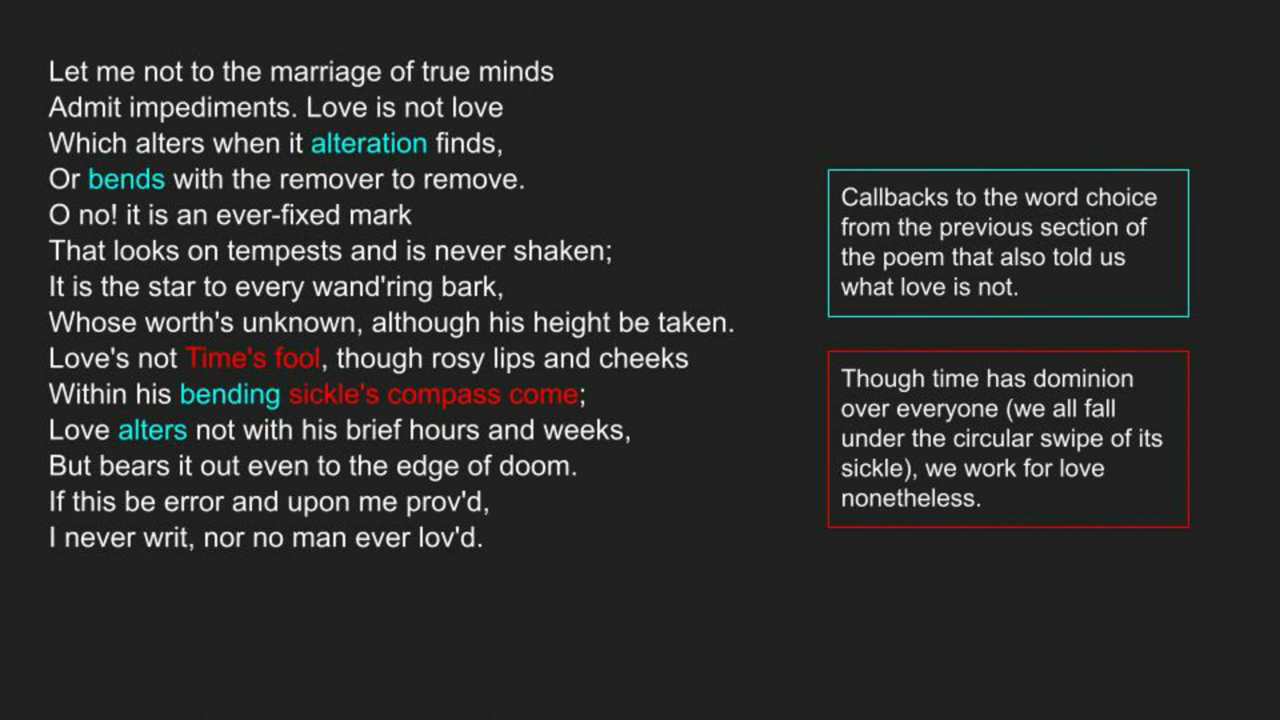 Let me not to the marriage of true minds
Admit impediments. Love is not love
Which alters when it alteration finds,
Or bends with the remover to remove.
O no! it is an ever-fixed mark
That looks on tempests and is never shaken;
It is the star to every wand'ring bark,
Whose worth's unknown, although his height be taken.
Love's not Time's fool, though rosy lips and cheeks
Within his bending sickle's compass come;
Love alters not with his brief hours and weeks,
But bears it out even to the edge of doom.
If this be error and upon me prov'd,
I never writ, nor no man ever lov'd.
Callbacks to the word choice
from the previous section of
the poem that also told us
what love is not.
Though time has dominion
over everyone (we all fall
under the circular swipe of its
sickle), we work for love
nonetheless.